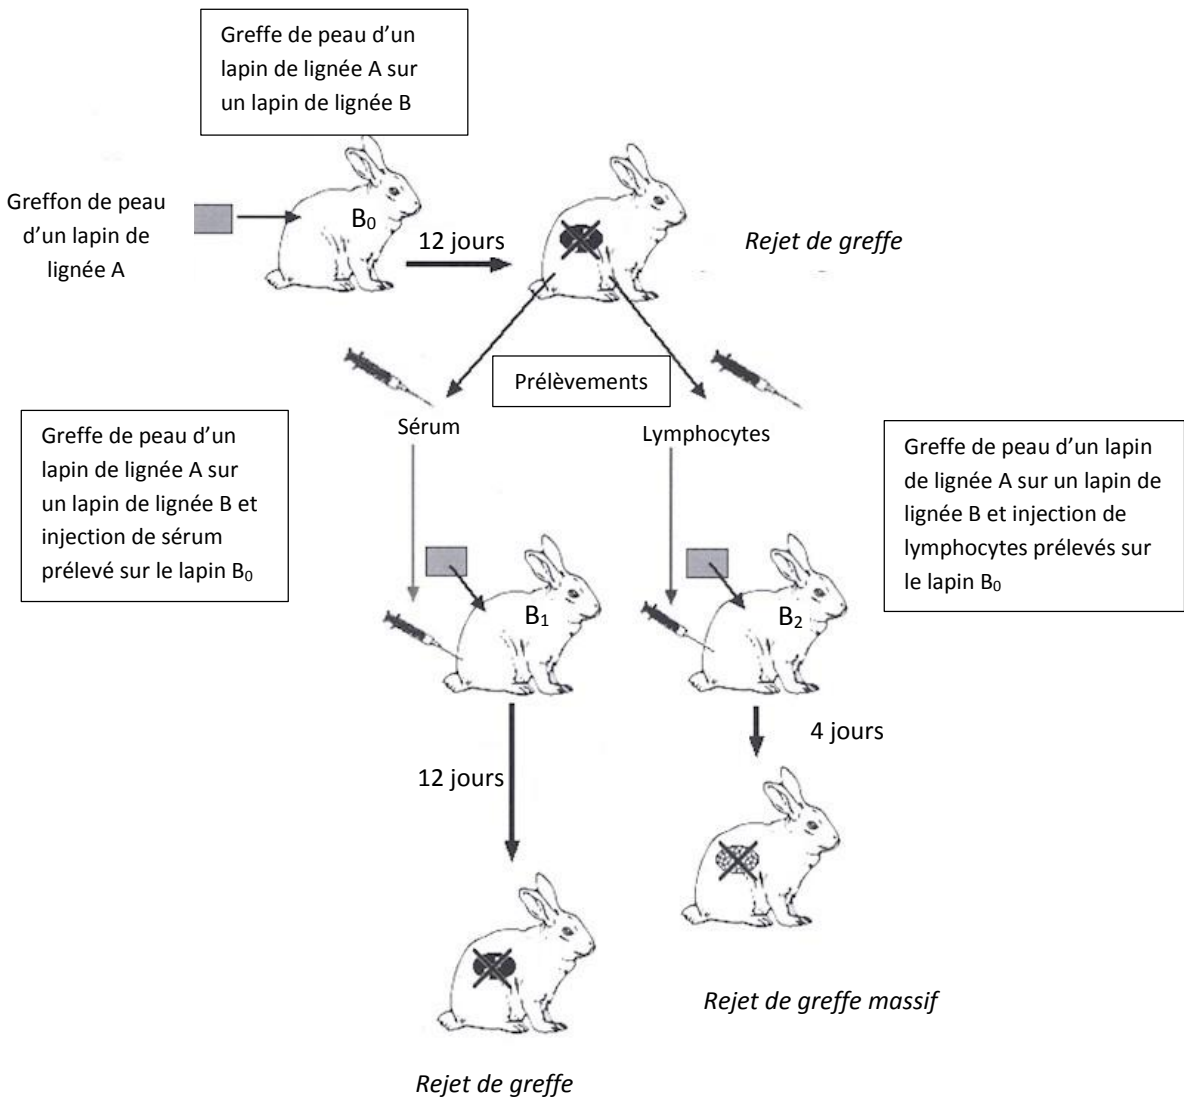 Greffe de peau d'un
lapin de lignée A sur
un lapin de lignée B
Greffon de peau
d'un lapin de
lignée A
B₀
12 jours
Rejet de greffe
Prélèvements
Sérum
Lymphocytes
Greffe de peau d'un
lapin de lignée A sur
un lapin de lignée B et
injection de sérum
prélevé sur le lapin B₀
Greffe de peau d'un lapin
de lignée A sur un lapin de
lignée B et injection de
lymphocytes prélevés sur
le lapin B₀
B₁
B₂
12 jours
4 jours
Rejet de greffe
Rejet de greffe massif